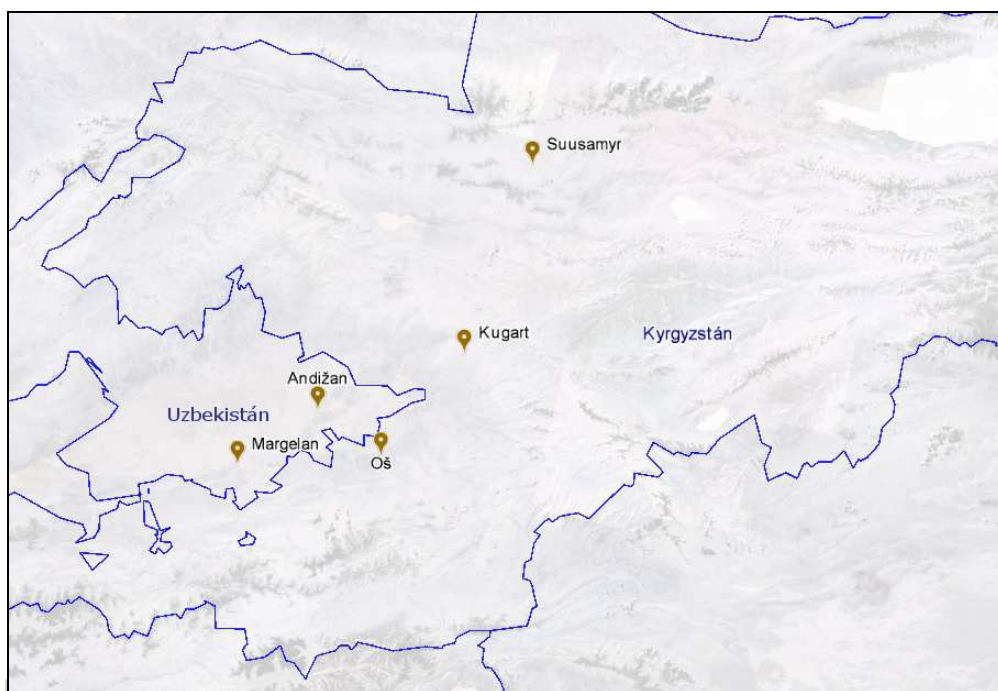 Suusamyr
Kugart
Kyrgyzstán
Andižan
Uzbekistán
Margelan
Oš